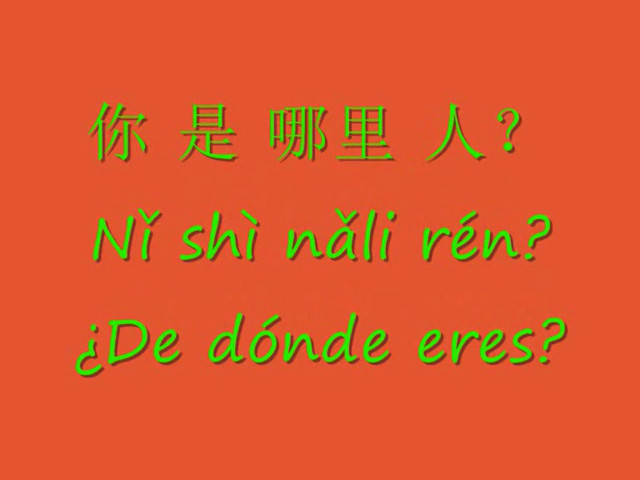 你 是 哪里 人？
Nǐ shì nǎli rén?
¿De dónde eres?